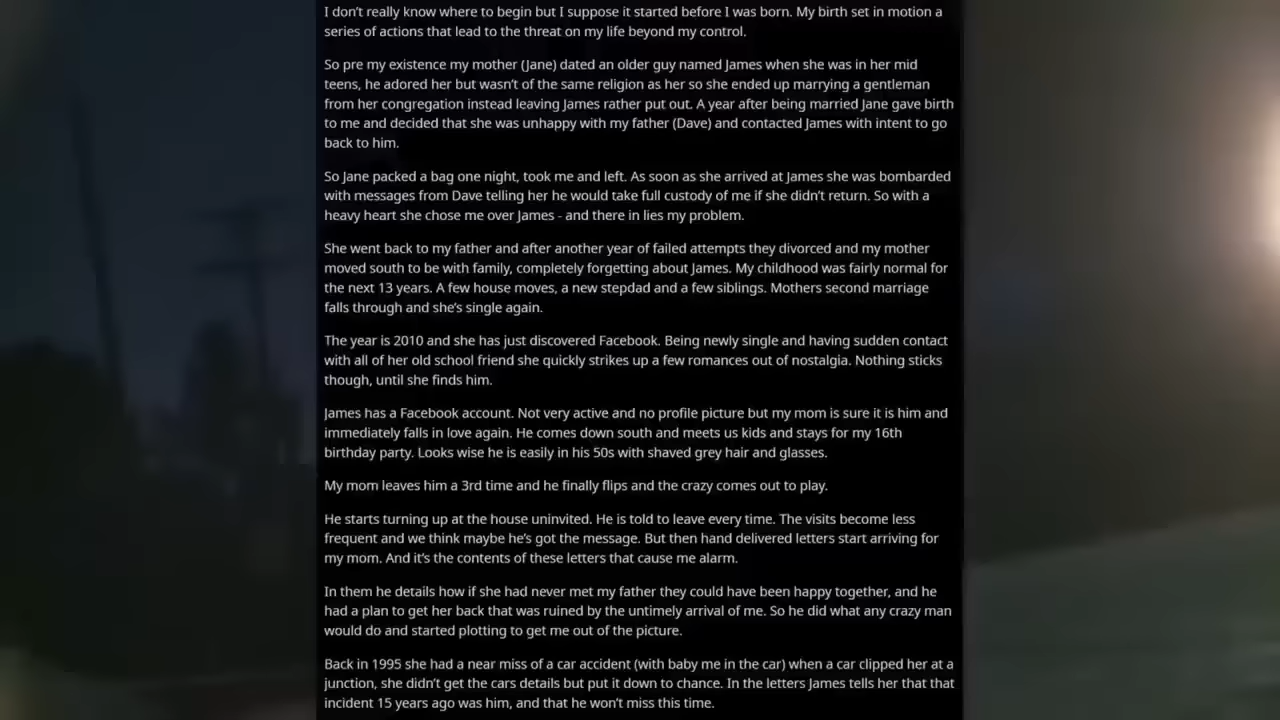 I don't really know where to begin but I suppose it started before I was born. My birth set in motion a
series of actions that lead to the threat on my life beyond my control.
So pre my existence my mother (Jane) dated an older guy named James when she was in her mid
teens, he adored her but wasn't of the same religion as her so she ended up marrying a gentleman
from her congregation instead leaving James rather put out. A year after being married Jane gave birth
to me and decided that she was unhappy with my father (Dave) and contacted James with intent to go
back to him.
So Jane packed a bag one night, took me and left. As soon as she arrived at James she was bombarded
with messages from Dave telling her he would take full custody of me if she didn't return. So with a
heavy heart she chose me over James - and there in lies my problem.
She went back to my father and after another year of failed attempts they divorced and my mother
moved south to be with family, completely forgetting about James. My childhood was fairly normal for
the next 13 years. A few house moves, a new stepdad and a few siblings. Mothers second marriage
falls through and she's single again.
The year is 2010 and she has just discovered Facebook. Being newly single and having sudden contact
with all of her old school friend she quickly strikes up a few romances out of nostalgia. Nothing sticks
though, until she finds him.
James has a Facebook account. Not very active and no profile picture but my mom is sure it is him and
immediately falls in love again. He comes down south and meets us kids and stays for my 16th
birthday party. Looks wise he is easily in his 50s with shaved grey hair and glasses.
My mom leaves him a 3rd time and he finally flips and the crazy comes out to play.
He starts turning up at the house uninvited. He is told to leave every time. The visits become less
frequent and we think maybe he's got the message. But then hand delivered letters start arriving for
my mom. And it's the contents of these letters that cause me alarm.
In them he details how if she had never met my father they could have been happy together, and he
had a plan to get her back that was ruined by the untimely arrival of me. So he did what any crazy man
would do and started plotting to get me out of the picture.
Back in 1995 she had a near miss of a car accident (with baby me in the car) when a car clipped her at a
junction, she didn't get the cars details but put it down to chance. In the letters James tells her that that
incident 15 years ago was him, and that he won't miss this time.